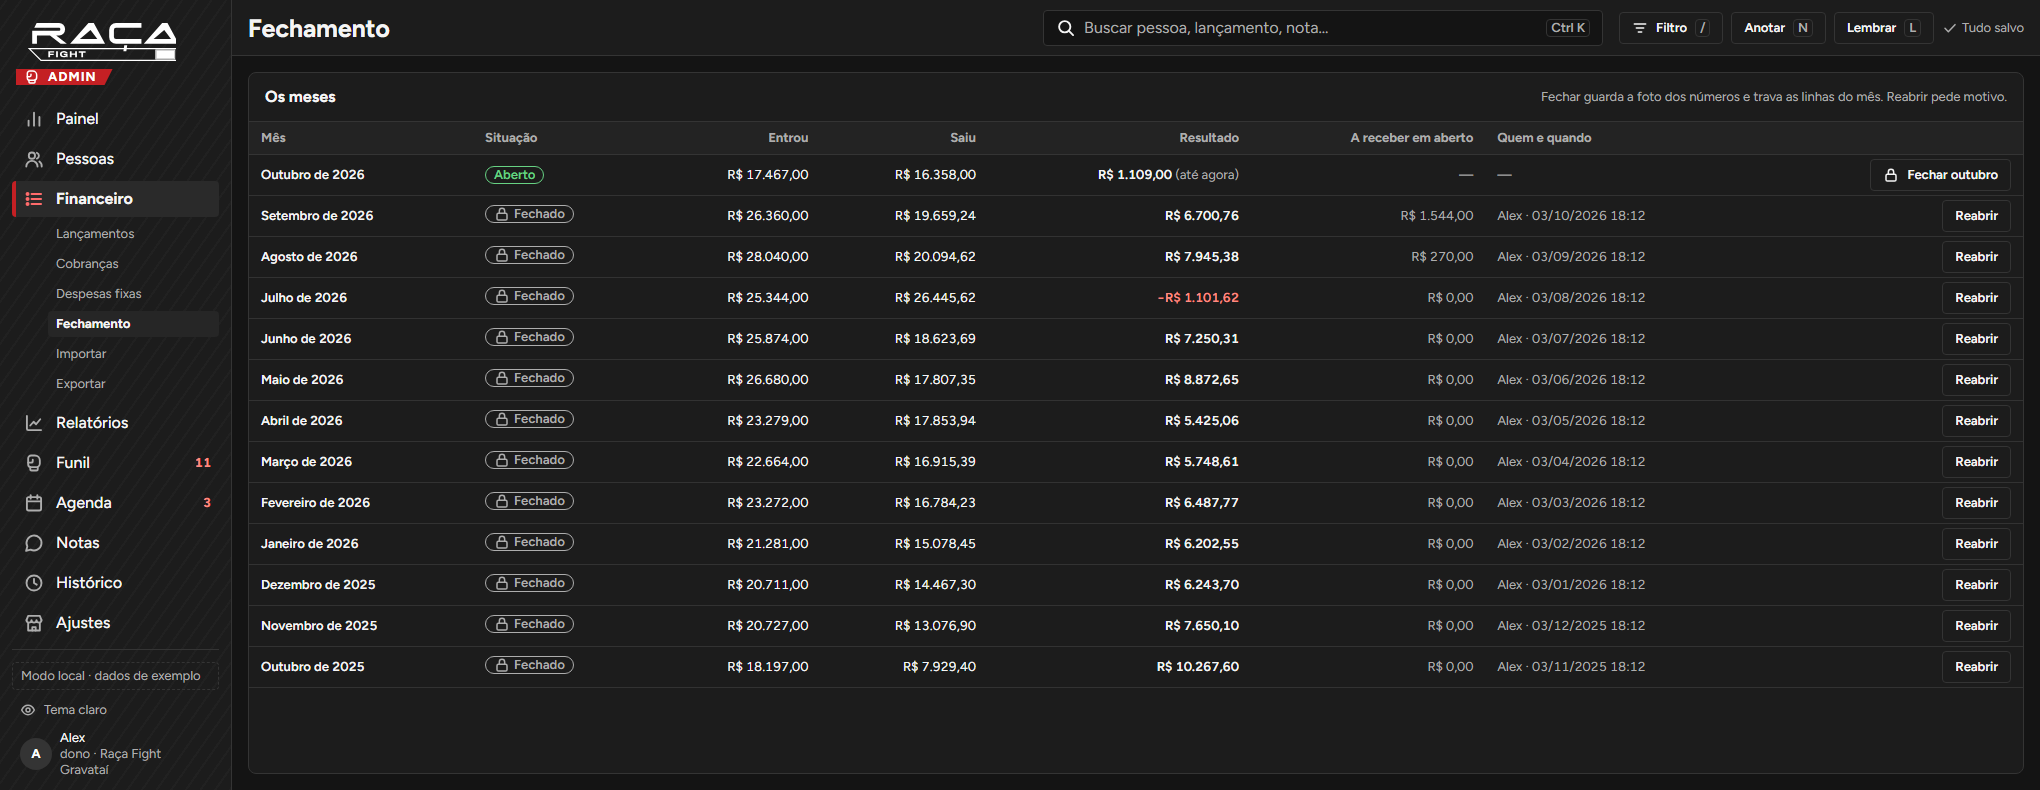 RAÇA
FIGHT
ADMIN
Painel
Pessoas
Financeiro
Lançamentos
Cobranças
Despesas fixas
Fechamento
Importar
Exportar
Relatórios
Funil 11
Agenda 3
Notas
Histórico
Ajustes
Modo local · dados de exemplo
Tema claro
A
Alex
dono · Raça Fight
Gravataí
Fechamento
Buscar pessoa, lançamento, nota... Ctrl K
Filtro /
Anotar N
Lembrar L
Tudo salvo
Os meses
Fechar guarda a foto dos números e trava as linhas do mês. Reabrir pede motivo.
Mês Situação Entrou Saiu Resultado A receber em aberto Quem e quando
Outubro de 2026 Aberto R$ 17.467,00 R$ 16.358,00 R$ 1.109,00 (até agora) — — Fechar outubro
Setembro de 2026 Fechado R$ 26.360,00 R$ 19.659,24 R$ 6.700,76 R$ 1.544,00 Alex · 03/10/2026 18:12 Reabrir
Agosto de 2026 Fechado R$ 28.040,00 R$ 20.094,62 R$ 7.945,38 R$ 270,00 Alex · 03/09/2026 18:12 Reabrir
Julho de 2026 Fechado R$ 25.344,00 R$ 26.445,62 -R$ 1.101,62 R$ 0,00 Alex · 03/08/2026 18:12 Reabrir
Junho de 2026 Fechado R$ 25.874,00 R$ 18.623,69 R$ 7.250,31 R$ 0,00 Alex · 03/07/2026 18:12 Reabrir
Maio de 2026 Fechado R$ 26.680,00 R$ 17.807,35 R$ 8.872,65 R$ 0,00 Alex · 03/06/2026 18:12 Reabrir
Abril de 2026 Fechado R$ 23.279,00 R$ 17.853,94 R$ 5.425,06 R$ 0,00 Alex · 03/05/2026 18:12 Reabrir
Março de 2026 Fechado R$ 22.664,00 R$ 16.915,39 R$ 5.748,61 R$ 0,00 Alex · 03/04/2026 18:12 Reabrir
Fevereiro de 2026 Fechado R$ 23.272,00 R$ 16.784,23 R$ 6.487,77 R$ 0,00 Alex · 03/03/2026 18:12 Reabrir
Janeiro de 2026 Fechado R$ 21.281,00 R$ 15.078,45 R$ 6.202,55 R$ 0,00 Alex · 03/02/2026 18:12 Reabrir
Dezembro de 2025 Fechado R$ 20.711,00 R$ 14.467,30 R$ 6.243,70 R$ 0,00 Alex · 03/01/2026 18:12 Reabrir
Novembro de 2025 Fechado R$ 20.727,00 R$ 13.076,90 R$ 7.650,10 R$ 0,00 Alex · 03/12/2025 18:12 Reabrir
Outubro de 2025 Fechado R$ 18.197,00 R$ 7.929,40 R$ 10.267,60 R$ 0,00 Alex · 03/11/2025 18:12 Reabrir